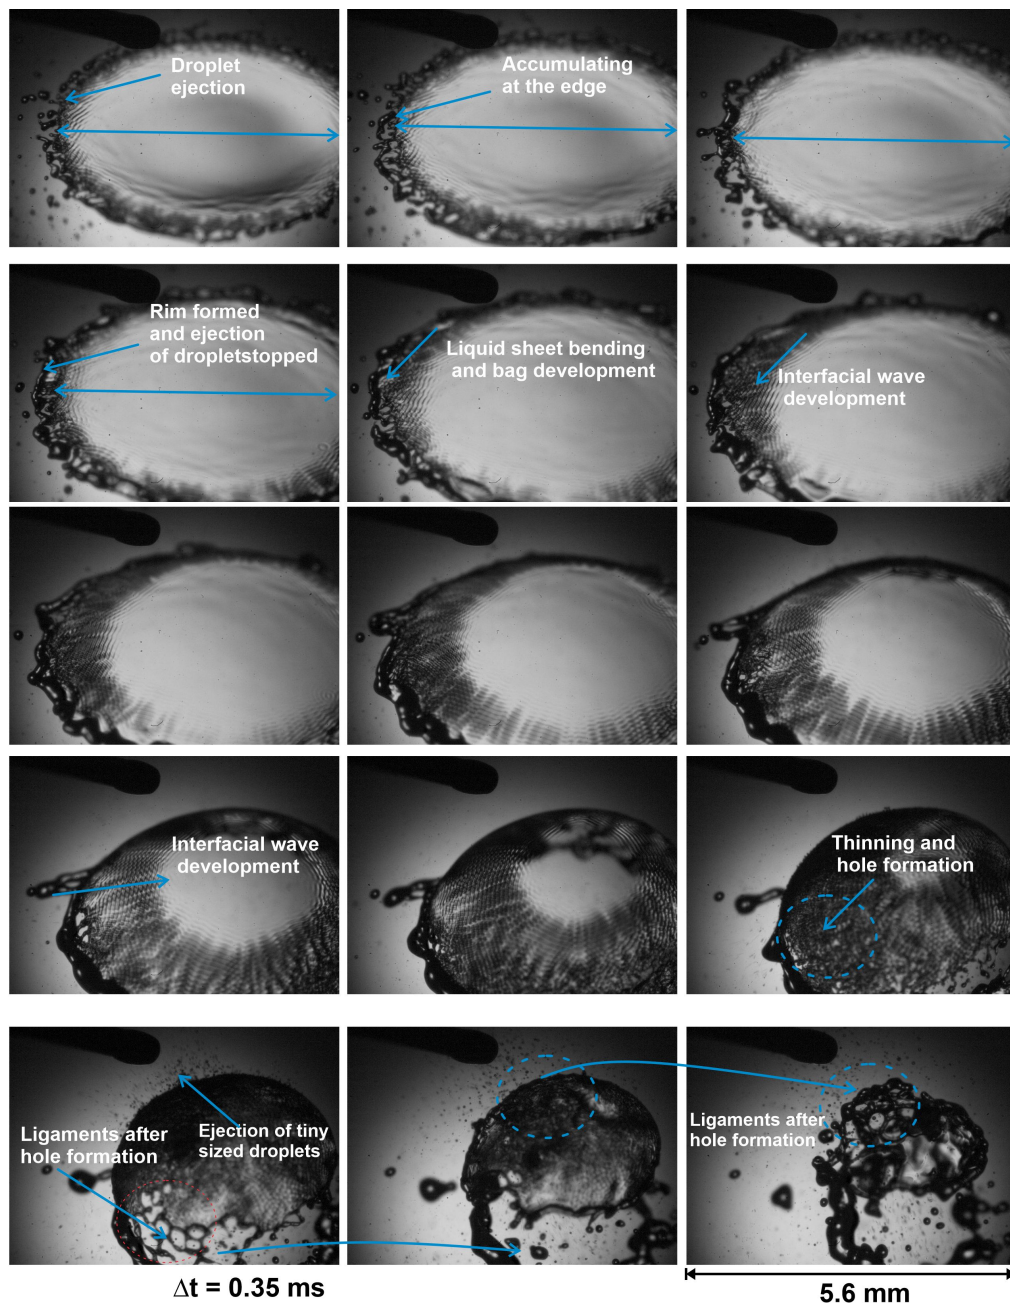 Droplet
ejection
Accumulating
at the edge
Rim formed
and ejection
of dropletstopped
Liquid sheet bending
and bag development
Interfacial wave
development
Interfacial wave
development
Thinning and
hole formation
Ligaments after
hole formation
Ejection of tiny
sized droplets
Ligaments after
hole formation
Δt = 0.35 ms
5.6 mm